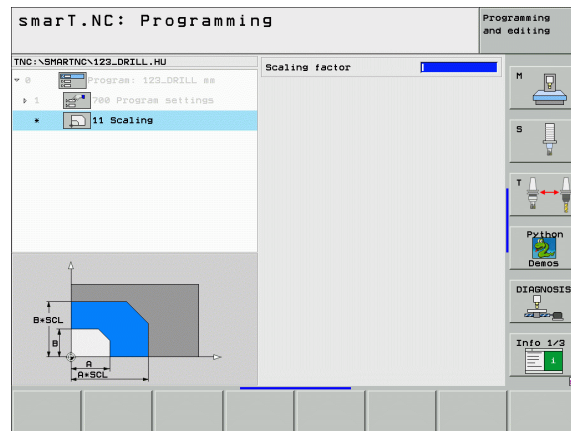 smarT.NC: Programming
Programming
and editing
TNC:\SMARTNC\123_DRILL.HU
0 Program: 123_DRILL mm
1 700 Program settings
* 11 Scaling
Scaling factor
M
S
T
Python
Demos
DIAGNOSIS
Info 1/3
i
B*SCL
B
A
A*SCL